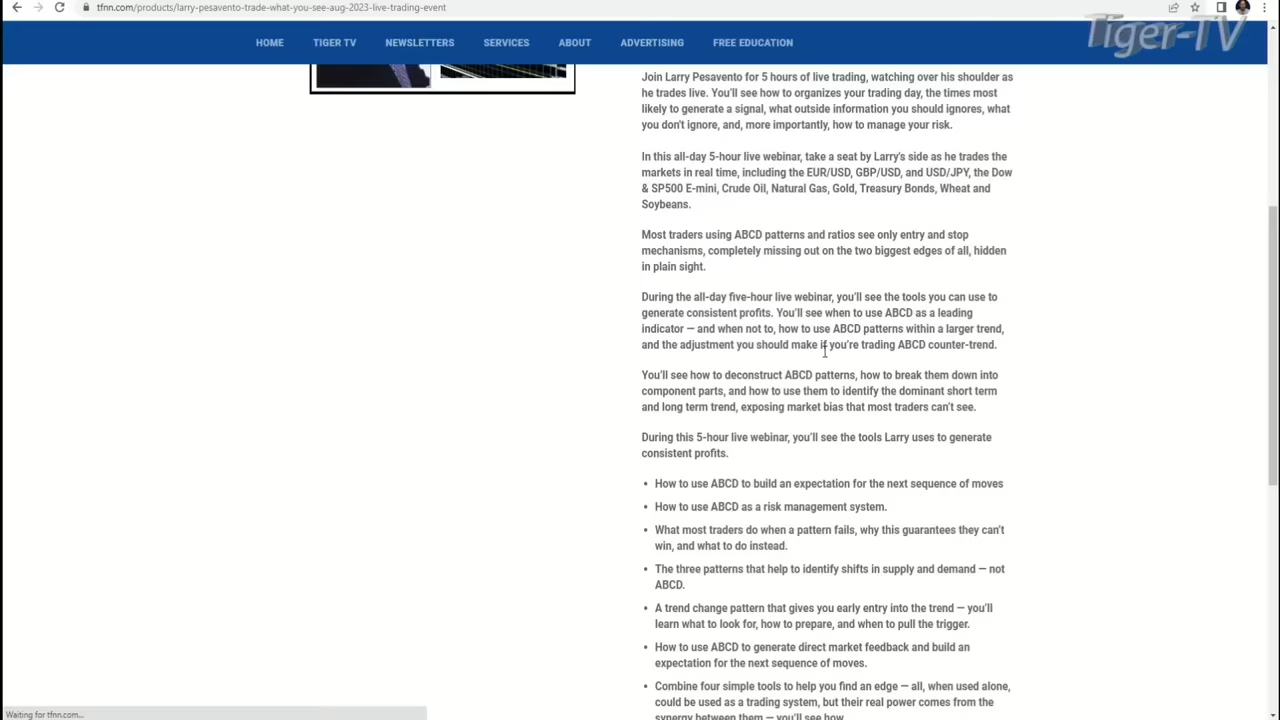 tfnn.com/products/larry-pesavento-trade-what-you-see-aug-2023-live-trading-event
Tiger-TV
HOME
TIGER TV
NEWSLETTERS
SERVICES
ABOUT
ADVERTISING
FREE EDUCATION
Join Larry Pesavento for 5 hours of live trading, watching over his shoulder as
he trades live. You'll see how to organizes your trading day, the times most
likely to generate a signal, what outside information you should ignores, what
you don't ignore, and, more importantly, how to manage your risk.
In this all-day 5-hour live webinar, take a seat by Larry's side as he trades the
markets in real time, including the EUR/USD, GBP/USD, and USD/JPY, the Dow
& SP500 E-mini, Crude Oil, Natural Gas, Gold, Treasury Bonds, Wheat and
Soybeans.
Most traders using ABCD patterns and ratios see only entry and stop
mechanisms, completely missing out on the two biggest edges of all, hidden
in plain sight.
During the all-day five-hour live webinar, you'll see the tools you can use to
generate consistent profits. You'll see when to use ABCD as a leading
indicator — and when not to, how to use ABCD patterns within a larger trend,
and the adjustment you should make if you're trading ABCD counter-trend.
You'll see how to deconstruct ABCD patterns, how to break them down into
component parts, and how to use them to identify the dominant short term
and long term trend, exposing market bias that most traders can't see.
During this 5-hour live webinar, you'll see the tools Larry uses to generate
consistent profits.
• How to use ABCD to build an expectation for the next sequence of moves
• How to use ABCD as a risk management system.
• What most traders do when a pattern fails, why this guarantees they can't
win, and what to do instead.
• The three patterns that help to identify shifts in supply and demand — not
ABCD.
• A trend change pattern that gives you early entry into the trend — you'll
learn what to look for, how to prepare, and when to pull the trigger.
• How to use ABCD to generate direct market feedback and build an
expectation for the next sequence of moves.
• Combine four simple tools to help you find an edge — all, when used alone,
could be used as a trading system, but their real power comes from the
synergy between them — you'll see how
Waiting for tfnn.com...